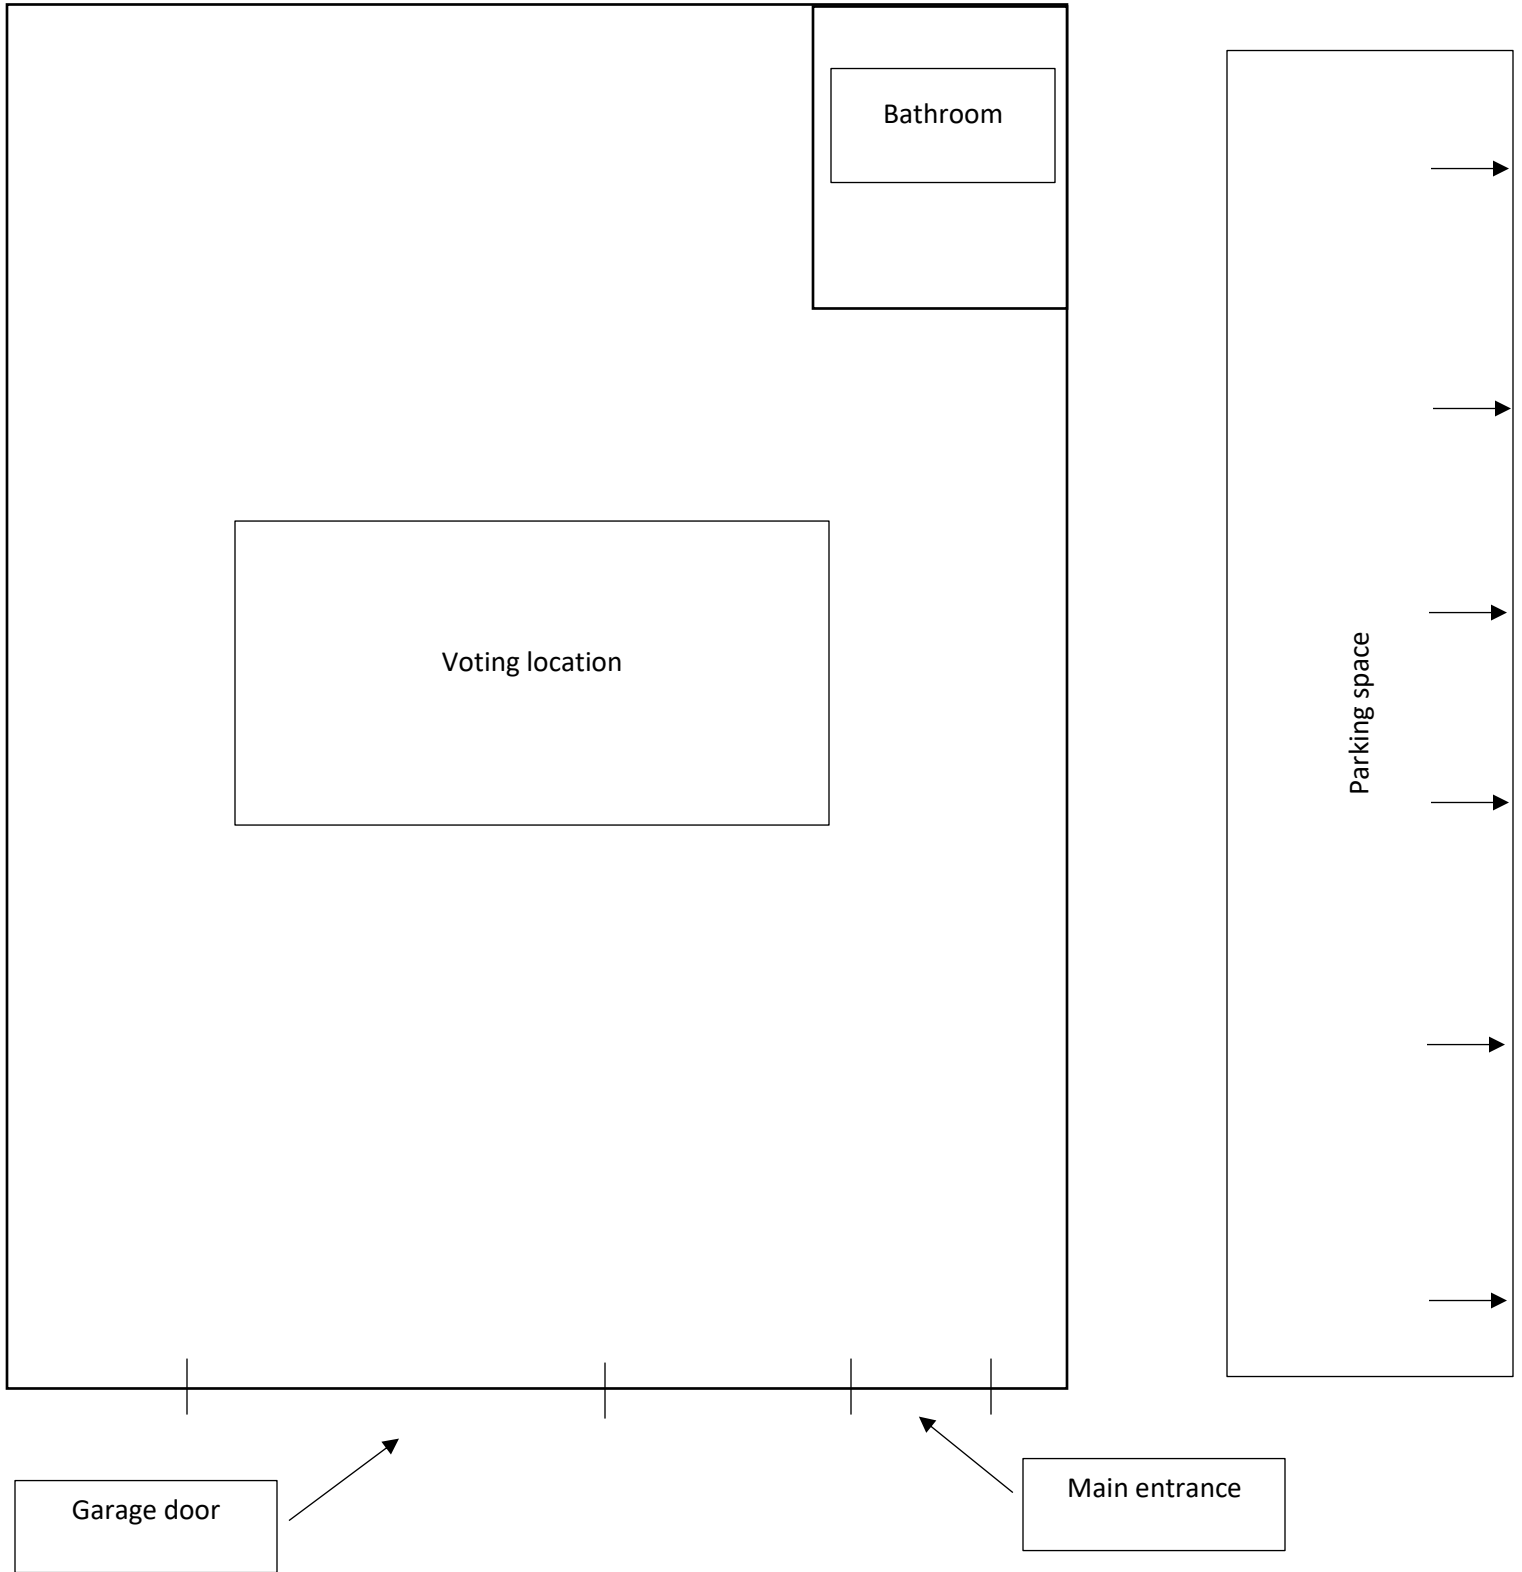 Bathroom
Voting location
Parking space
Garage door
Main entrance